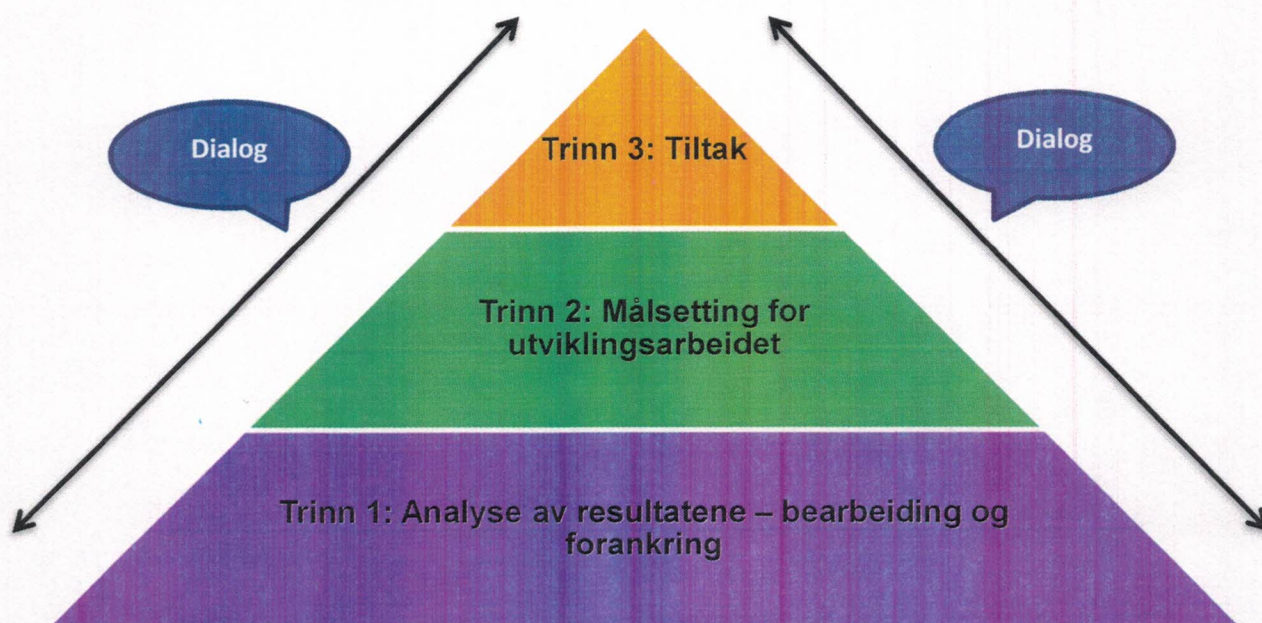 Dialog
Dialog
Trinn 3: Tiltak
Trinn 2: Målsetting for
utviklingsarbeidet
Trinn 1: Analyse av resultatene – bearbeiding og
forankring